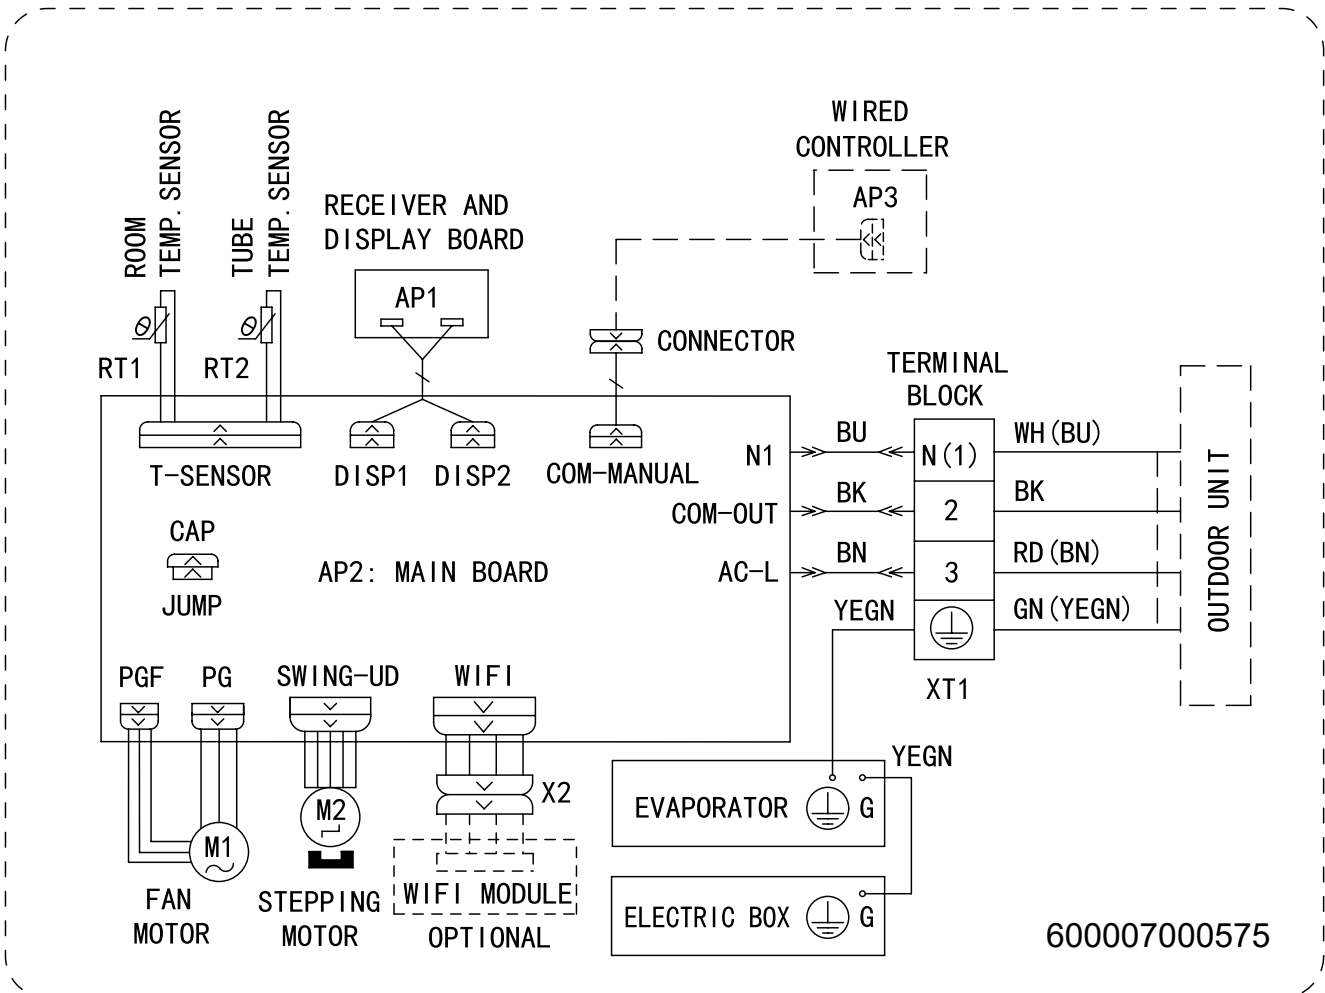 WIRED
CONTROLLER
AP3
ROOM
TEMP. SENSOR
TUBE
TEMP. SENSOR
RECEIVER AND
DISPLAY BOARD
AP1
RT1
RT2
CONNECTOR
TERMINAL
BLOCK
T-SENSOR
DISP1
DISP2
COM-MANUAL
N1
BU
N(1)
WH(BU)
COM-OUT
BK
2
BK
AC-L
BN
3
RD(BN)
YEGN
GN(YEGN)
OUTDOOR UNIT
XT1
CAP
JUMP
AP2: MAIN BOARD
PGF
PG
SWING-UD
WIFI
X2
M1
M2
FAN
MOTOR
STEPPING
MOTOR
WIFI MODULE
OPTIONAL
YEGN
EVAPORATOR
G
ELECTRIC BOX
G
600007000575